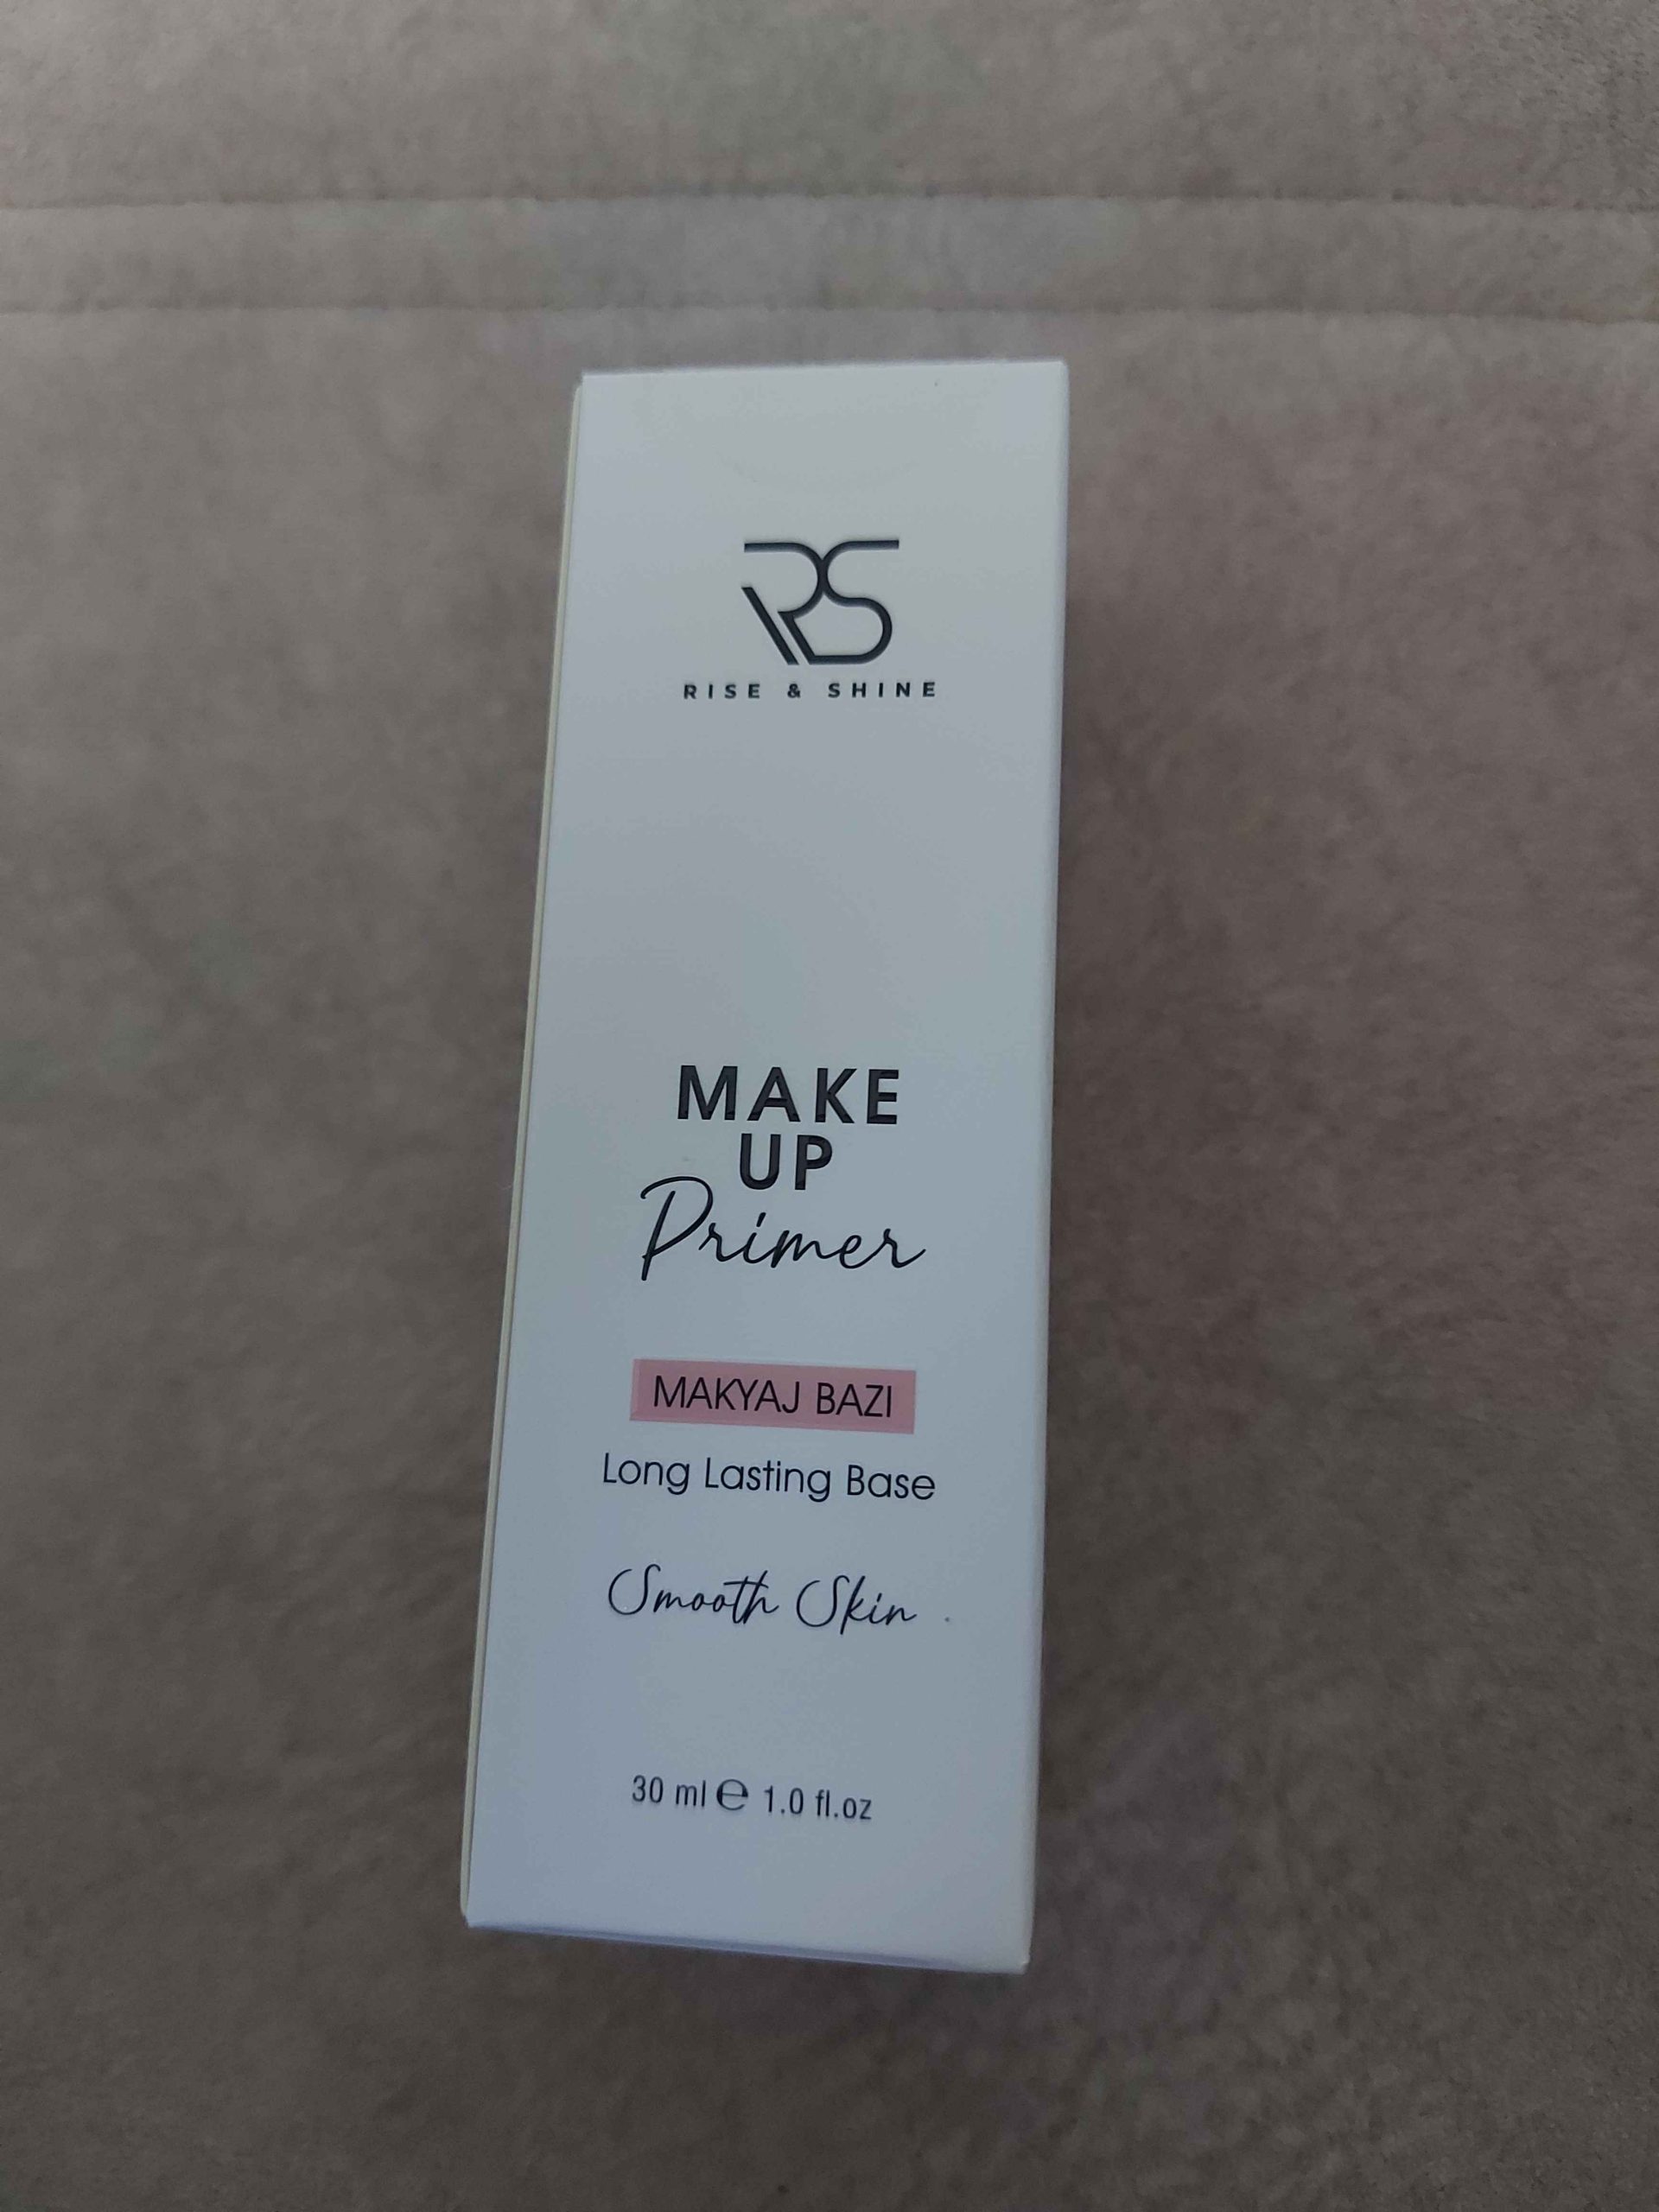 RS
RISE & SHINE
MAKE
UP
Primer
MAKYAJ BAZI
Long Lasting Base
Smooth Skin
30 ml ℮ 1.0 fl.oz